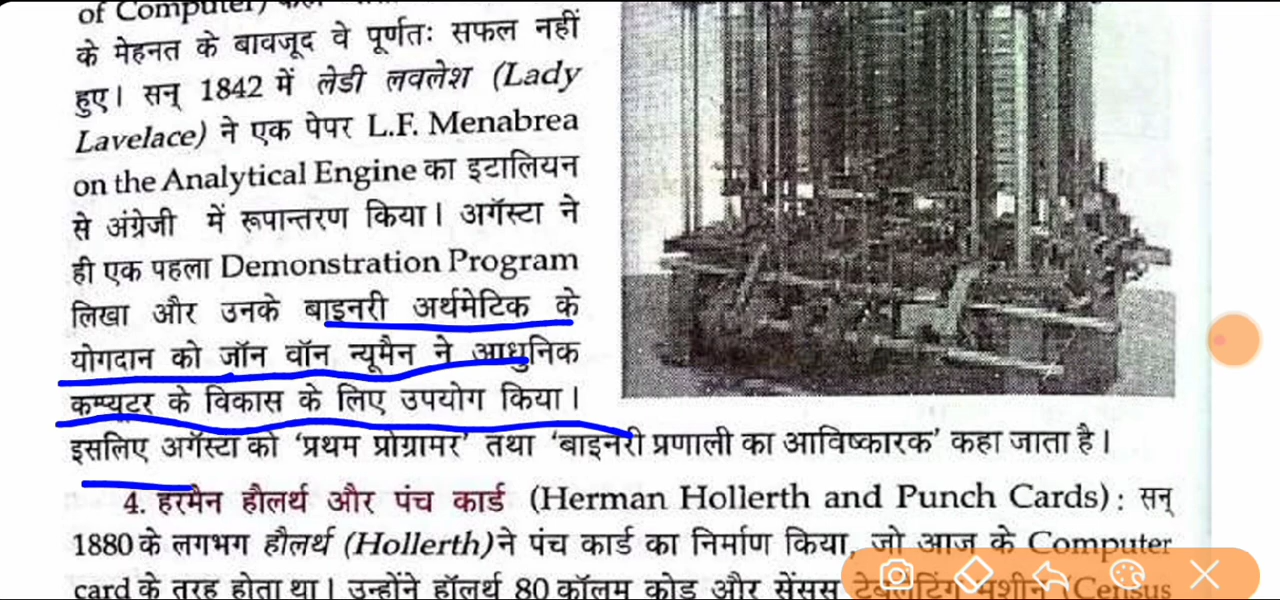 of Computer)
के मेहनत के बावजूद वे पूर्णतः सफल नहीं
हुए। सन् 1842 में लेडी लवलेश (Lady
Lavelace) ने एक पेपर L.F. Menabrea
on the Analytical Engine का इटालियन
से अंग्रेजी में रूपान्तरण किया। अगॅस्टा ने
ही एक पहला Demonstration Program
लिखा और उनके बाइनरी अर्थमेटिक के
योगदान को जॉन वॉन न्यूमैन ने आधुनिक
कम्प्यूटर के विकास के लिए उपयोग किया।
इसलिए अगॅस्टा को ‘प्रथम प्रोग्रामर’ तथा ‘बाइनरी प्रणाली का आविष्कारक’ कहा जाता है।
4. हरमैन हौलर्थ और पंच कार्ड (Herman Hollerth and Punch Cards) : सन्
1880 के लगभग हौलर्थ (Hollerth) ने पंच कार्ड का निर्माण किया, जो आज के Computer
card के तरह होता था। उन्होंने हॉलर्थ 80 कॉलम कोड और सेंसस टेबुलेटिंग मशीन (Census